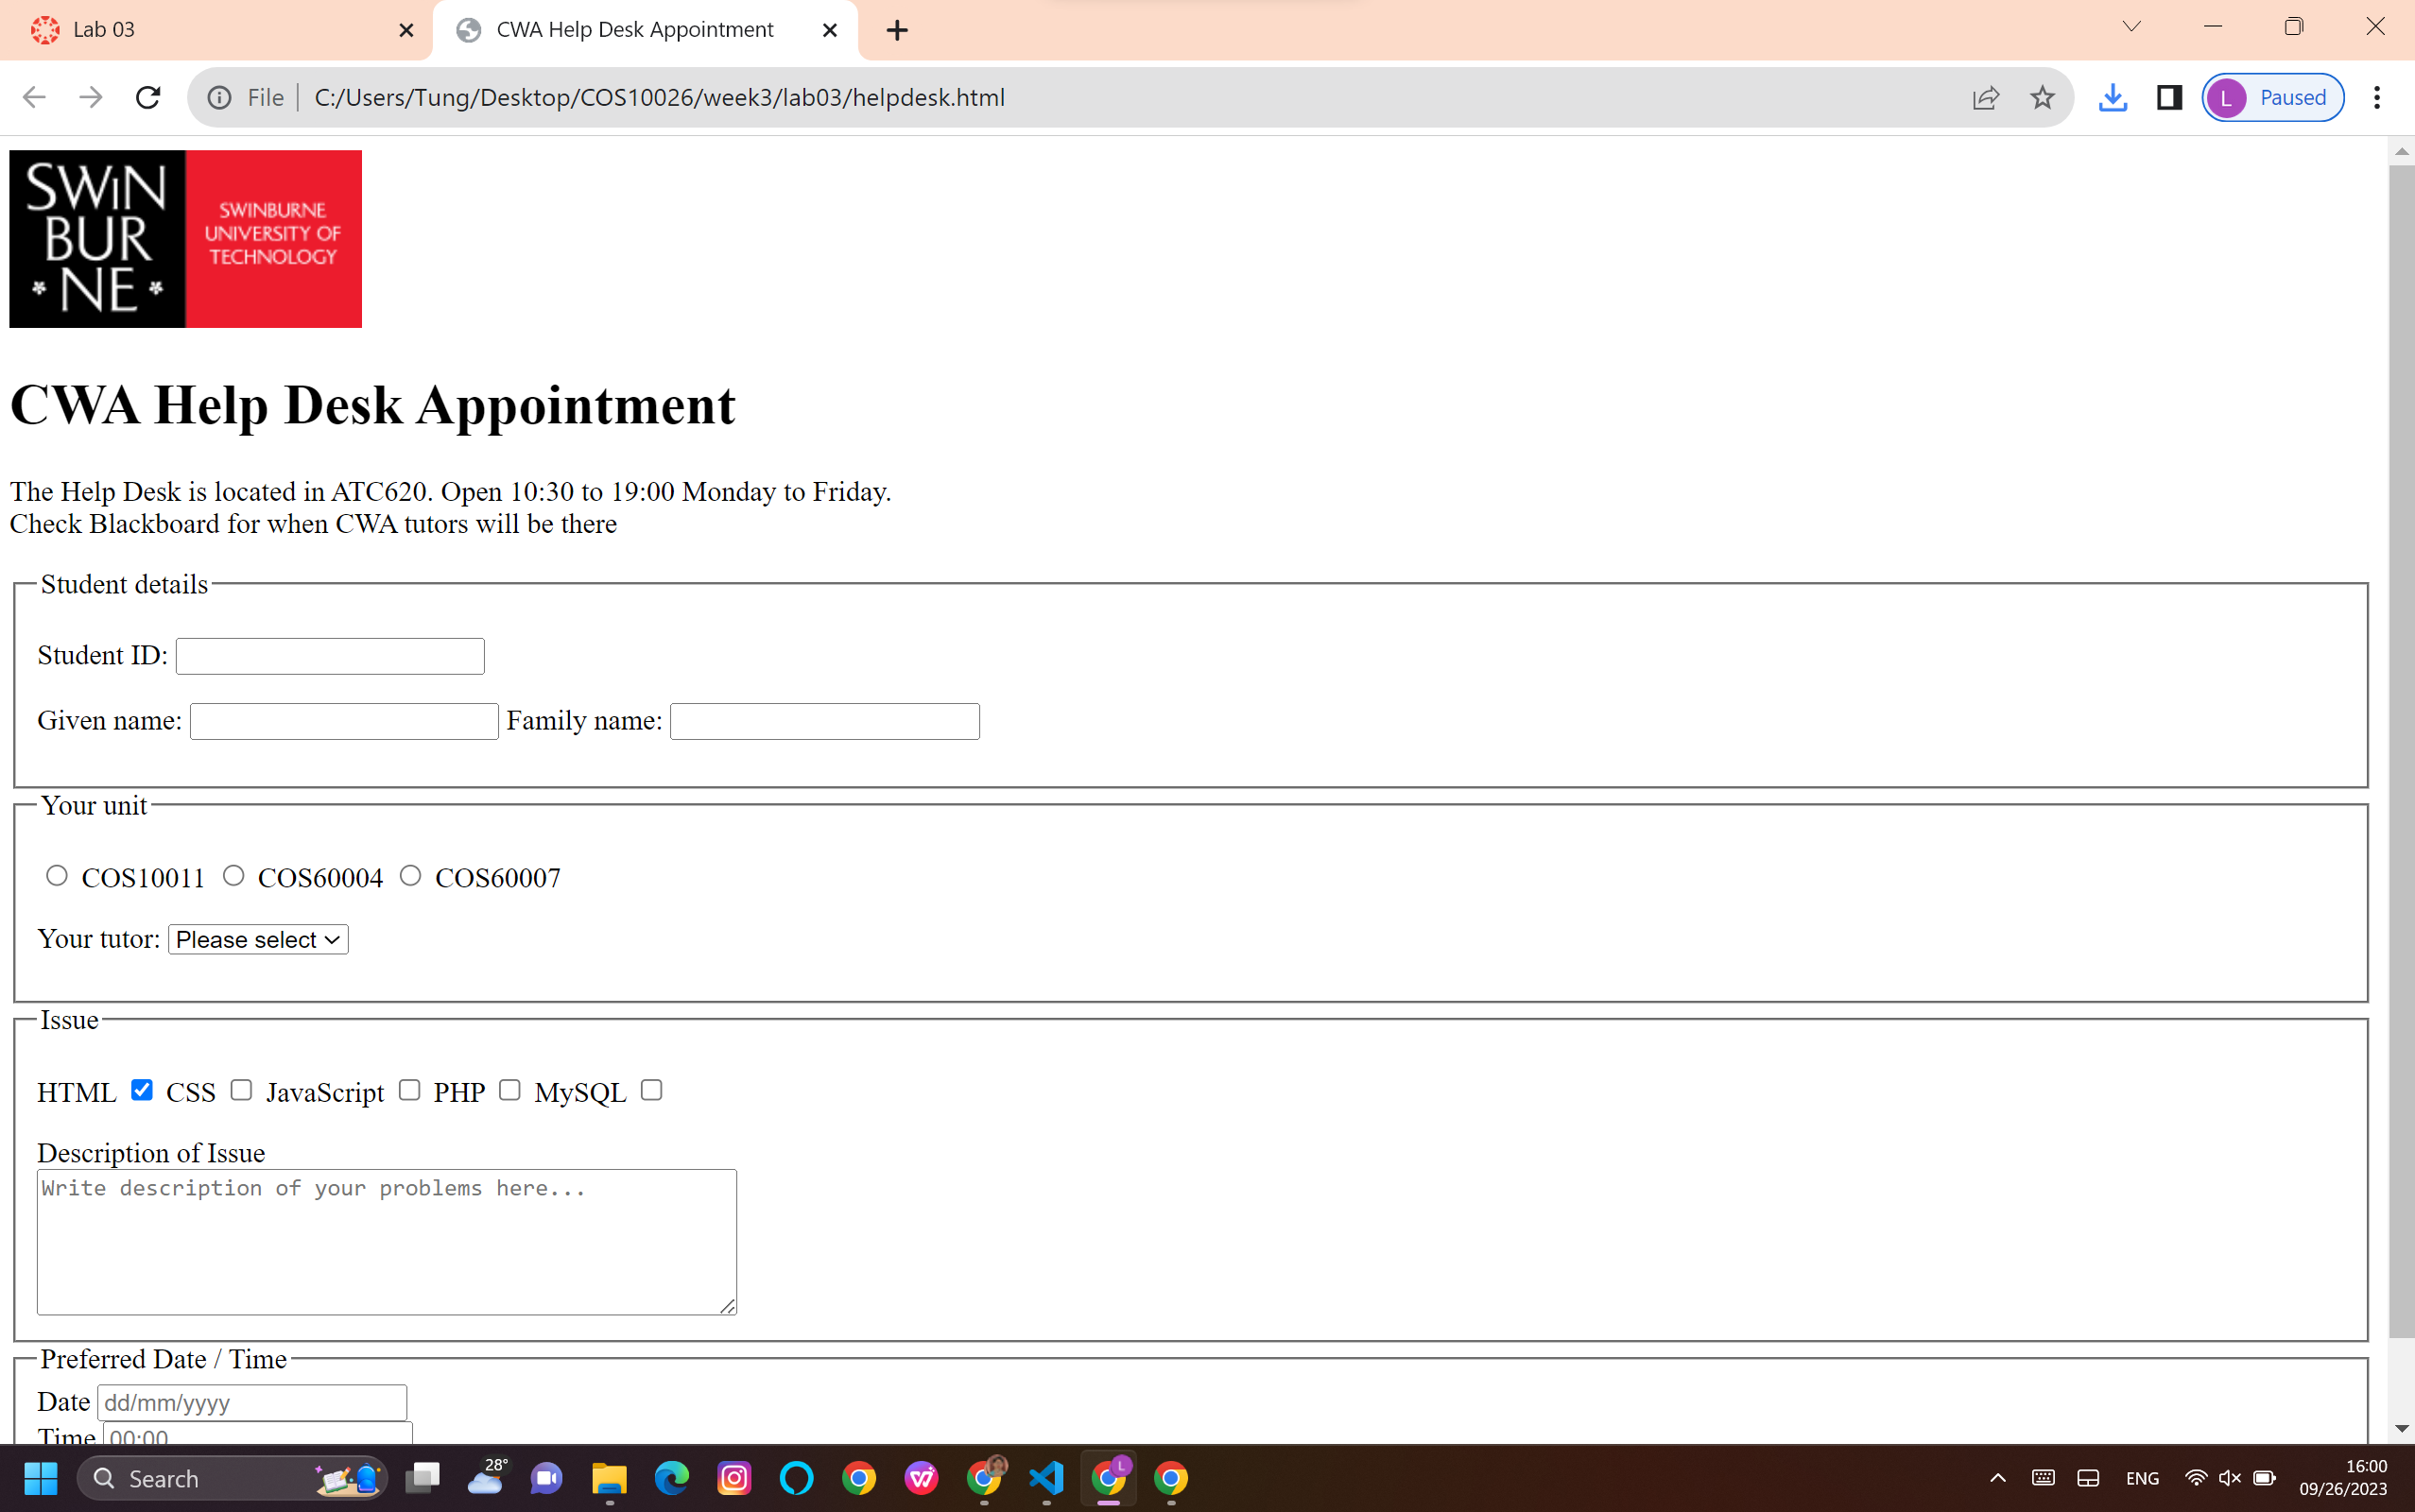 Lab 03
CWA Help Desk Appointment
File
C:/Users/Tung/Desktop/COS10026/week3/lab03/helpdesk.html
L
Paused
SWIN
BUR
NE
SWINBURNE
UNIVERSITY OF
TECHNOLOGY
CWA Help Desk Appointment
The Help Desk is located in ATC620. Open 10:30 to 19:00 Monday to Friday.
Check Blackboard for when CWA tutors will be there
Student details
Student ID:
Given name: Family name:
Your unit
COS10011 COS60004 COS60007
Your tutor: Please select
Issue
HTML CSS JavaScript PHP MySQL
Description of Issue
Write description of your problems here...
Preferred Date / Time
Date dd/mm/yyyy
Time 00:00
Search
28°
L
ENG
16:00
09/26/2023